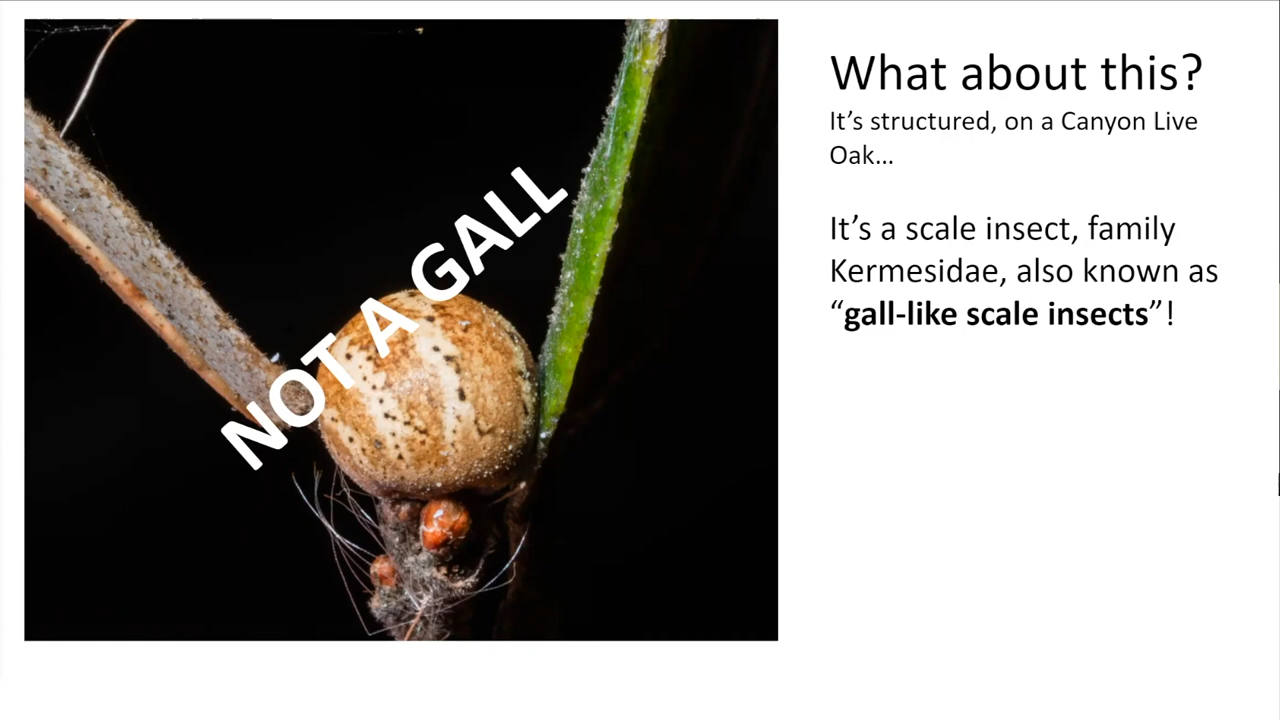 What about this?
It’s structured, on a Canyon Live
Oak…
It’s a scale insect, family
Kermesidae, also known as
“gall-like scale insects”!
NOT A GALL